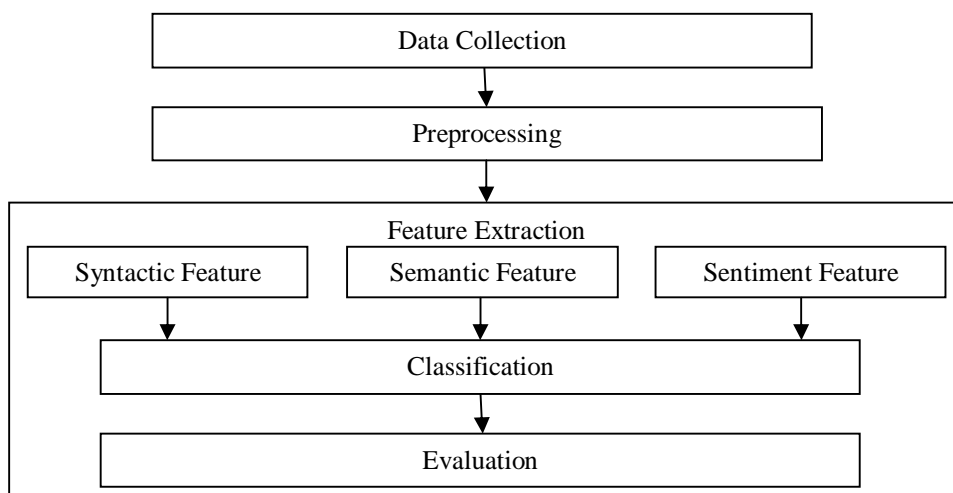 Data Collection
Preprocessing
Feature Extraction
Syntactic Feature
Semantic Feature
Sentiment Feature
Classification
Evaluation